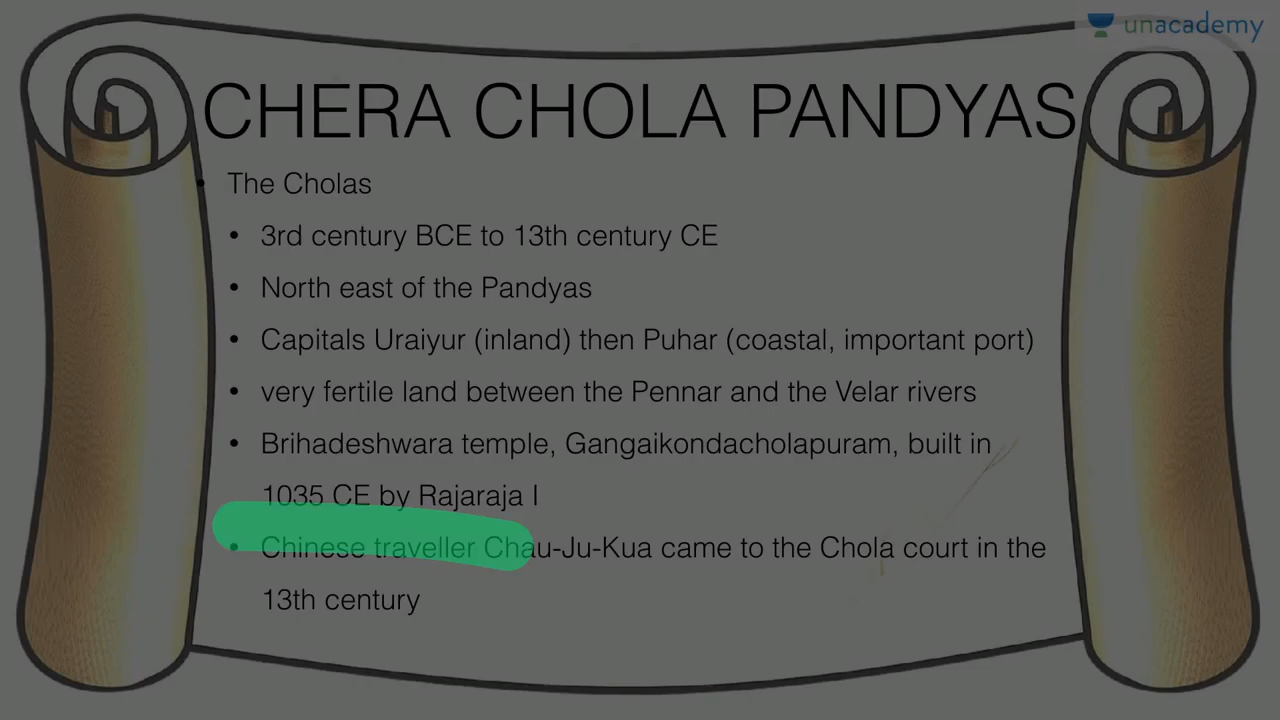 unacademy
CHERA CHOLA PANDYAS
• The Cholas
• 3rd century BCE to 13th century CE
• North east of the Pandyas
• Capitals Uraiyur (inland) then Puhar (coastal, important port)
• very fertile land between the Pennar and the Velar rivers
• Brihadeshwara temple, Gangaikondacholapuram, built in
1035 CE by Rajaraja I
• Chinese traveller Chau-Ju-Kua came to the Chola court in the
13th century